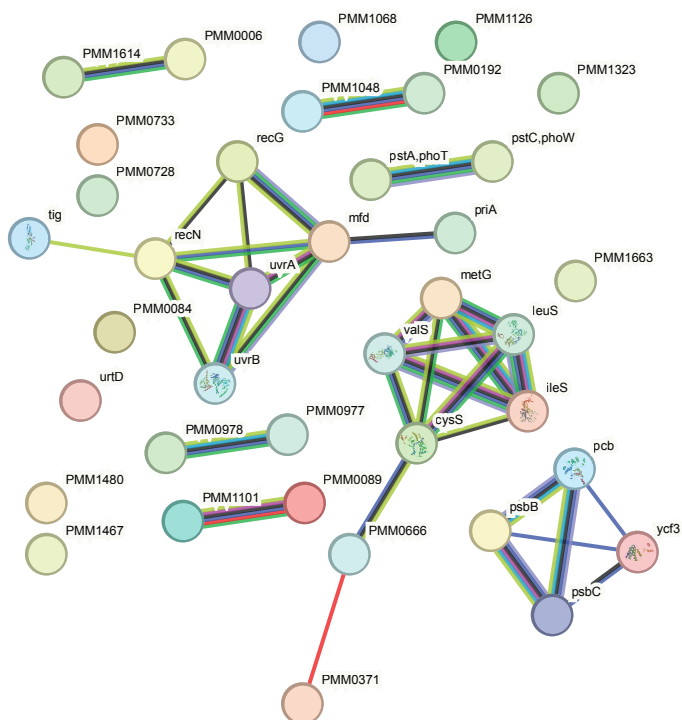 PMM1068
PMM1126
PMM0006
PMM1614
PMM0192
PMM1048
PMM1323
PMM0733
recG
pstC,phoW
pstA,phoT
PMM0728
tig
mfd
priA
recN
PMM1663
uvrA
metG
PMM0084
leuS
valS
uvrB
urtD
ileS
cysS
PMM0977
PMM0978
pcb
PMM1480
PMM1101
PMM0089
psbB
PMM1467
PMM0666
ycf3
psbC
PMM0371